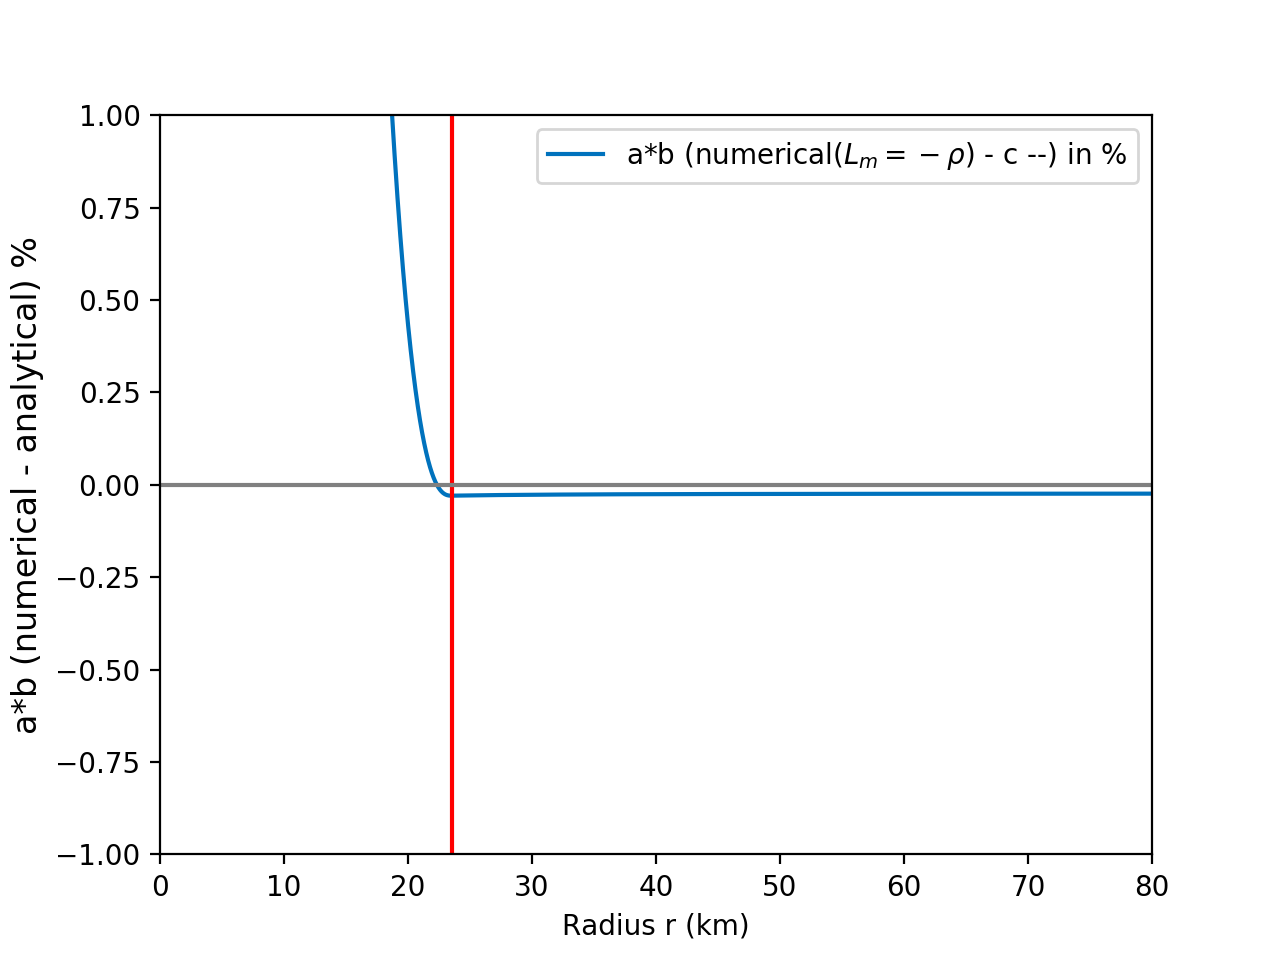 a*b (numerical($L_m = -\rho$) - c --) in %
a*b (numerical - analytical) %
1.00
0.75
0.50
0.25
0.00
−0.25
−0.50
−0.75
−1.00
0 10 20 30 40 50 60 70 80
Radius r (km)